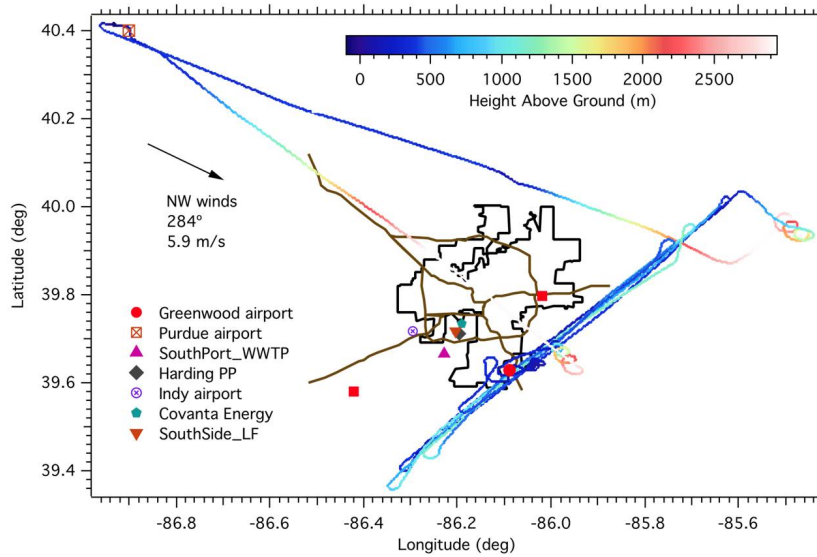 40.4
40.2
40.0
39.8
39.6
39.4
Latitude (deg)
0 500 1000 1500 2000 2500
Height Above Ground (m)
NW winds
284º
5.9 m/s
Greenwood airport
Purdue airport
SouthPort_WWTP
Harding PP
Indy airport
Covanta Energy
SouthSide_LF
-86.8 -86.6 -86.4 -86.2 -86.0 -85.8 -85.6
Longitude (deg)